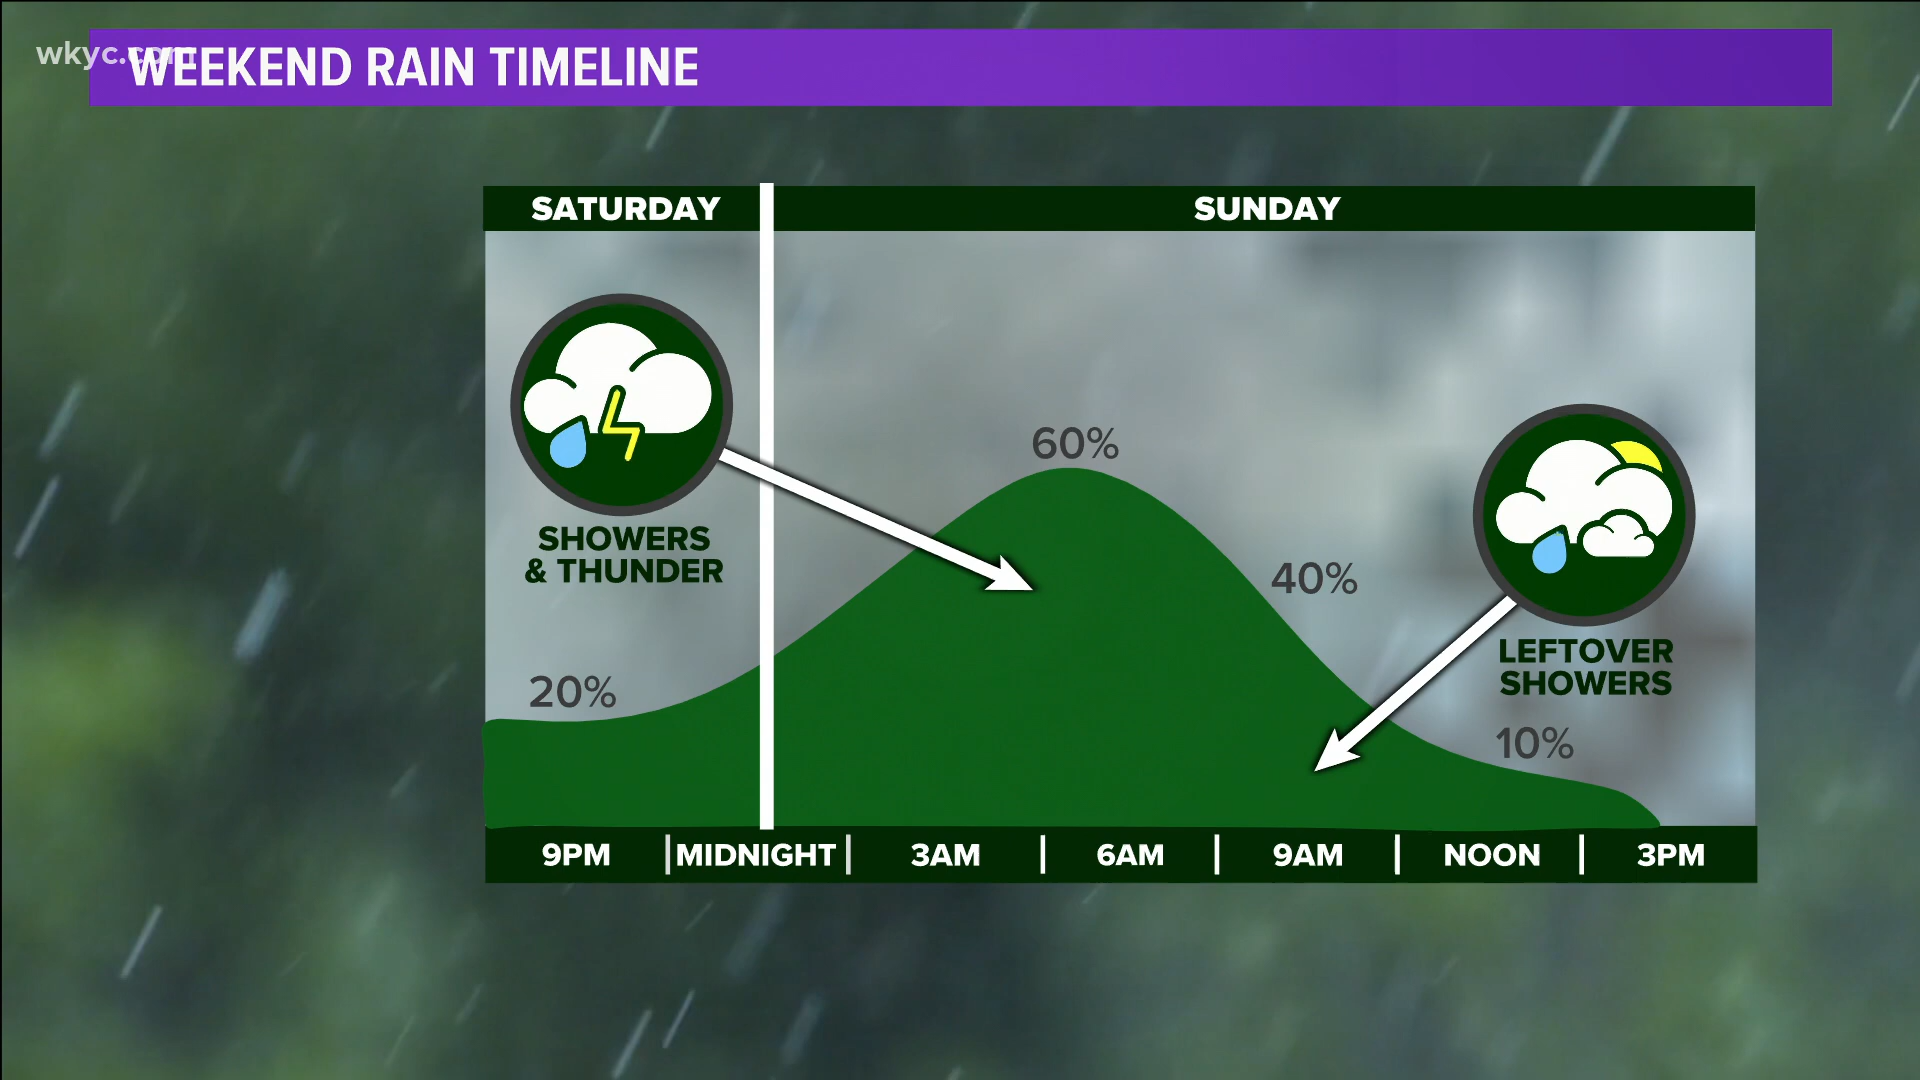 wkyc.com
WEEKEND RAIN TIMELINE
SATURDAY
SUNDAY
SHOWERS
& THUNDER
20%
60%
40%
LEFTOVER
SHOWERS
10%
9PM | MIDNIGHT | 3AM | 6AM | 9AM | NOON | 3PM